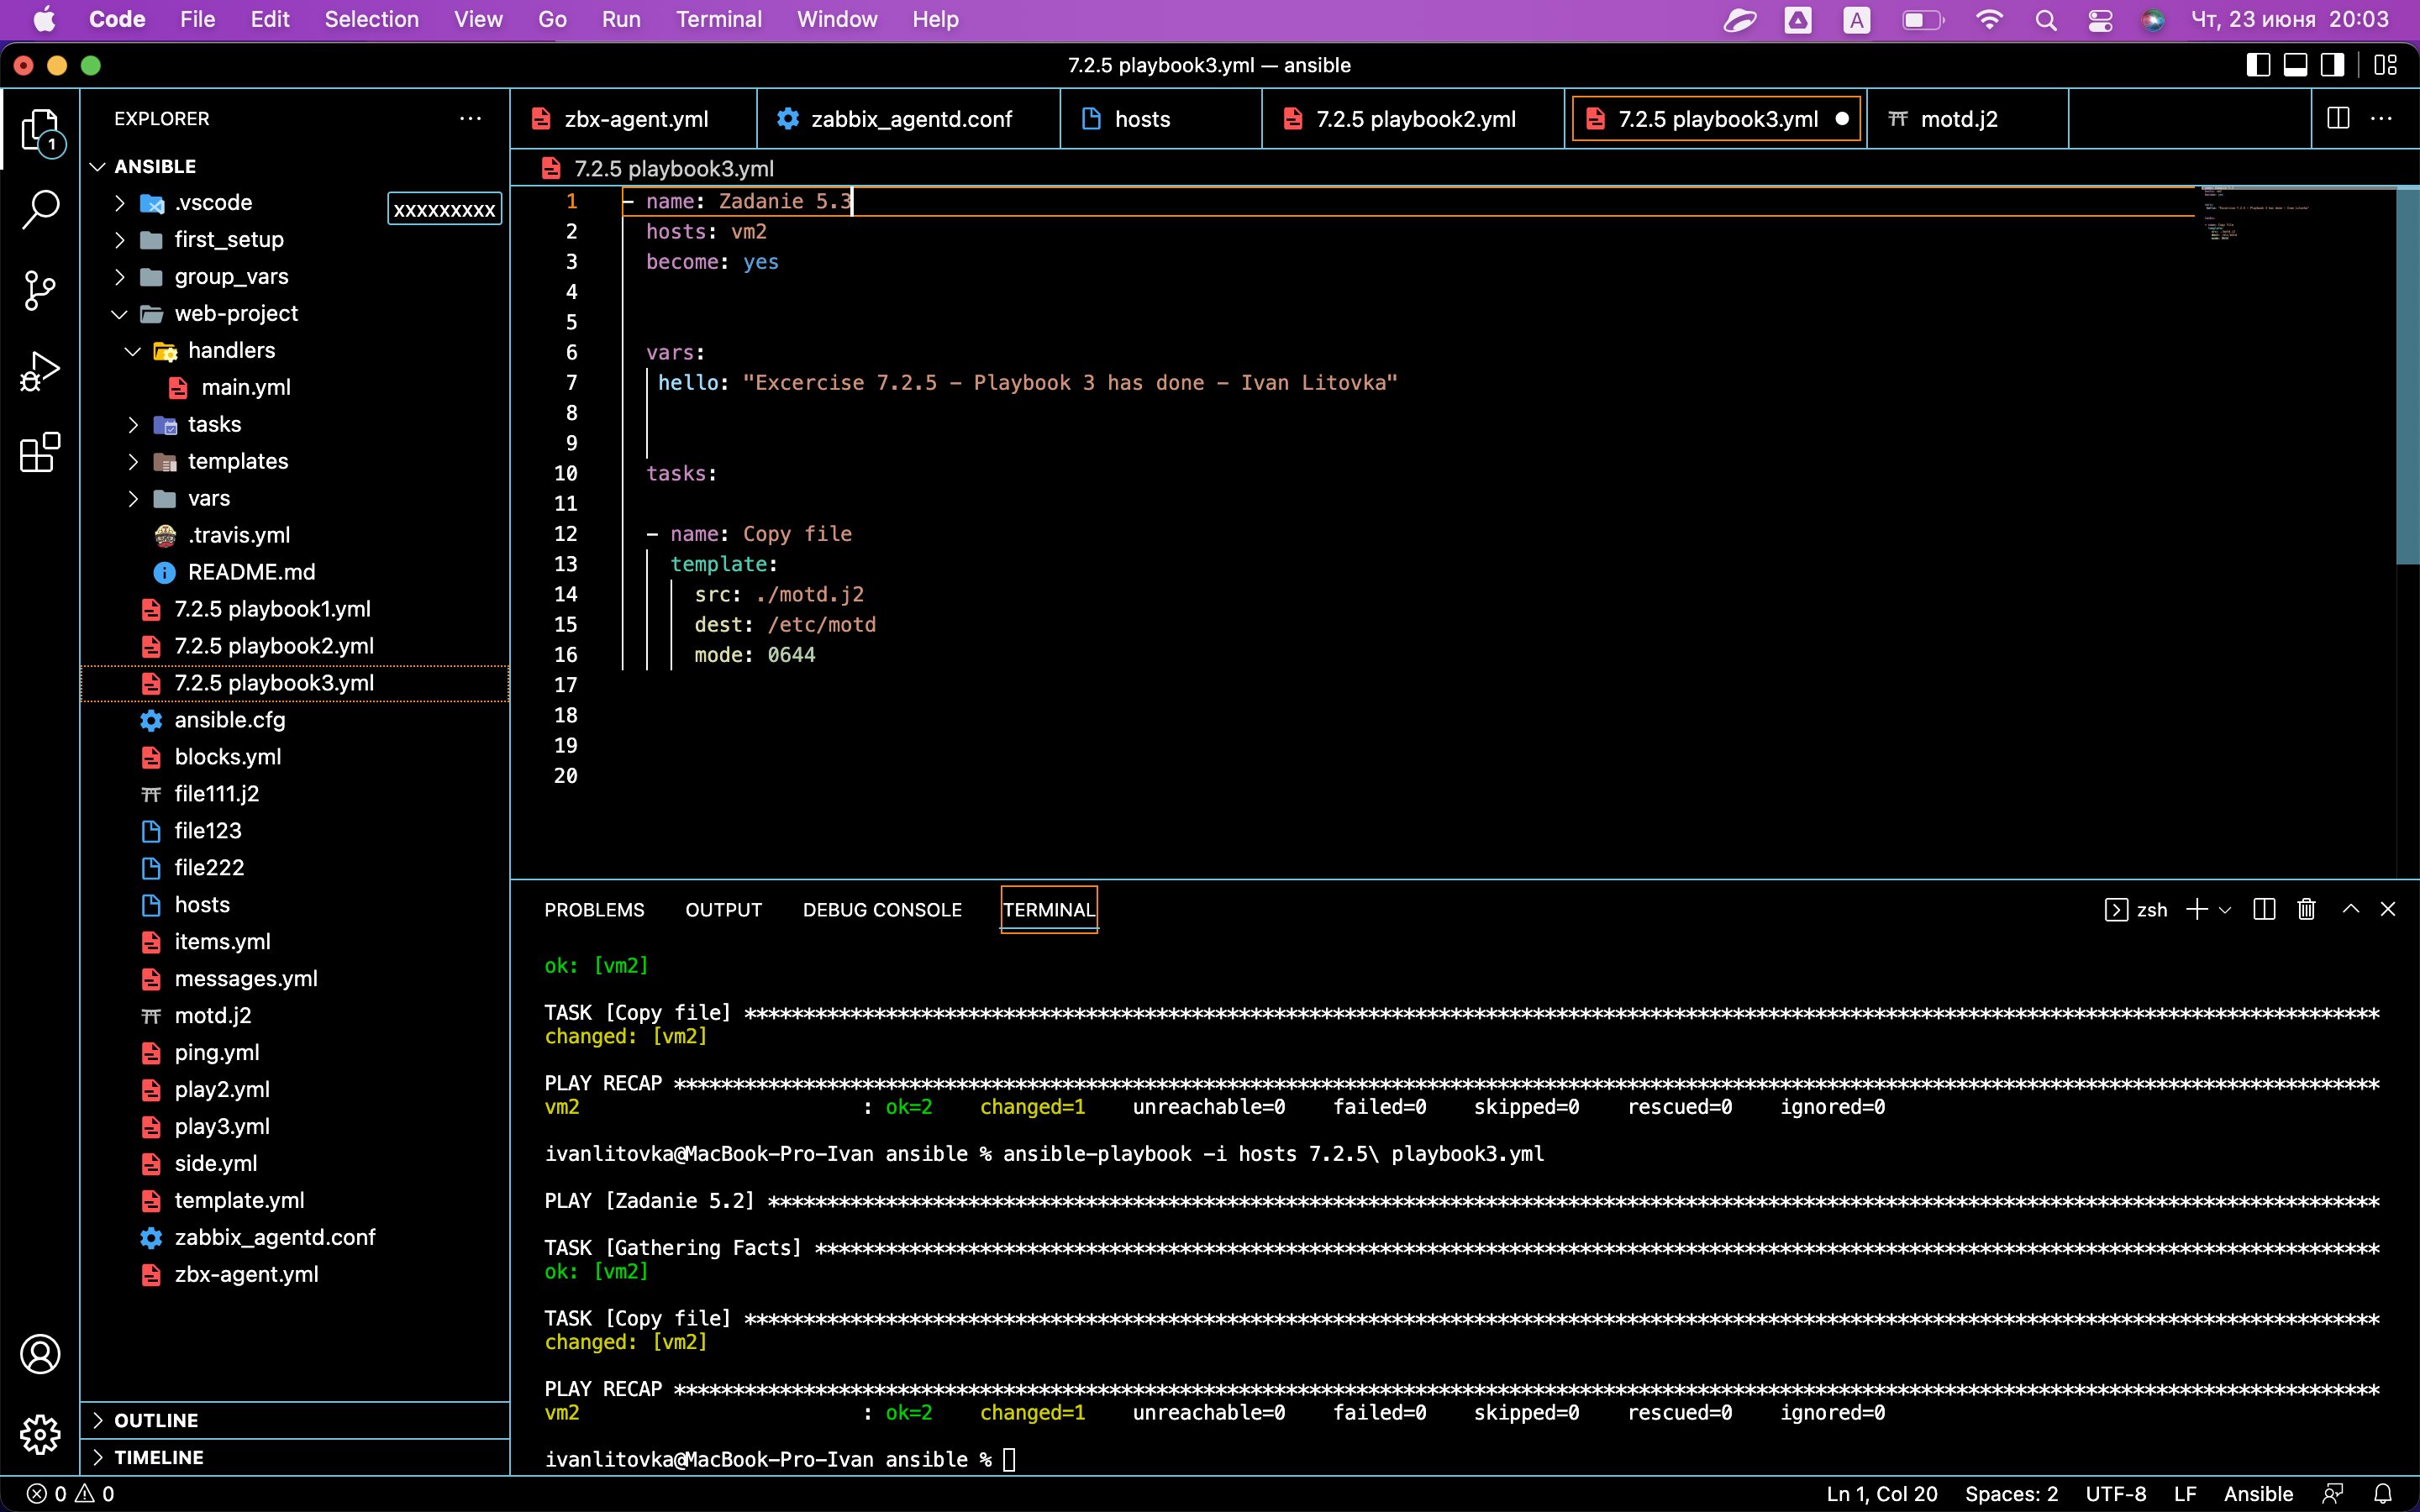 Code File Edit Selection View Go Run Terminal Window Help A Чт, 23 июня 20:03
7.2.5 playbook3.yml — ansible
EXPLORER ···
zbx-agent.yml zabbix_agentd.conf hosts 7.2.5 playbook2.yml 7.2.5 playbook3.yml motd.j2 ···
1
ANSIBLE
.vscode
xxxxxxxxx
first_setup
group_vars
web-project
handlers
main.yml
tasks
templates
vars
.travis.yml
README.md
7.2.5 playbook1.yml
7.2.5 playbook2.yml
7.2.5 playbook3.yml
ansible.cfg
blocks.yml
file111.j2
file123
file222
hosts
items.yml
messages.yml
motd.j2
ping.yml
play2.yml
play3.yml
side.yml
template.yml
zabbix_agentd.conf
zbx-agent.yml
OUTLINE
TIMELINE
7.2.5 playbook3.yml
1 - name: Zadanie 5.3
2 hosts: vm2
3 become: yes
4
5
6 vars:
7 hello: "Excercise 7.2.5 - Playbook 3 has done - Ivan Litovka"
8
9
10 tasks:
11
12 - name: Copy file
13 template:
14 src: ./motd.j2
15 dest: /etc/motd
16 mode: 0644
17
18
19
20
PROBLEMS OUTPUT DEBUG CONSOLE TERMINAL zsh
ok: [vm2]
TASK [Copy file] ****************************************************************************************************************************************
changed: [vm2]
PLAY RECAP **********************************************************************************************************************************************
vm2 : ok=2 changed=1 unreachable=0 failed=0 skipped=0 rescued=0 ignored=0
ivanlitovka@MacBook-Pro-Ivan ansible % ansible-playbook -i hosts 7.2.5\ playbook3.yml
PLAY [Zadanie 5.2] **************************************************************************************************************************************
TASK [Gathering Facts] **********************************************************************************************************************************
ok: [vm2]
TASK [Copy file] ****************************************************************************************************************************************
changed: [vm2]
PLAY RECAP **********************************************************************************************************************************************
vm2 : ok=2 changed=1 unreachable=0 failed=0 skipped=0 rescued=0 ignored=0
ivanlitovka@MacBook-Pro-Ivan ansible %
0 0 Ln 1, Col 20 Spaces: 2 UTF-8 LF Ansible